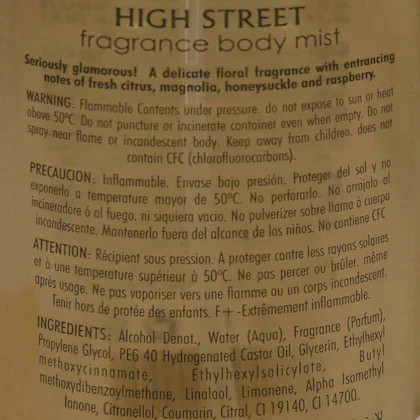 HIGH STREET
fragrance body mist
Seriously glamorous! A delicate floral fragrance with entrancing
notes of fresh citrus, magnolia, honeysuckle and raspberry.
WARNING: Flammable Contents under pressure. do not expose to sun or heat
above 50°C. Do not puncture or incinerate container even when empty. Do not
spray near flame or incandescent body. Keep away from children. does not
contain CFC (chlorofluorocarbons).
PRECAUCION: Inflammable. Envase bajo presión. Proteger del sol y no
exponerlo a temperature mayor de 50°C. No perforarlo. No arrojalo al
incineradore ó al fuego, ni siquiera vacio. No pulverizer sobre llama ó cuerpo
incandescente. Mantenerlo fuera del alcance de los niños. No contiene CFC
ATTENTION: Récipient sous pression. A proteger contre les rayons solaires
et à une temperature supérieur à 50°C. Ne pas percer ou brûler. même
après usage. Ne pas vaporiser vers une flamme ou un corps incandescent.
Tenir hors de protée des enfants. F+-Extrêmement inflammable.
INGREDIENTS: Alcohol Denat., Water (Aqua), Fragrance (Parfum),
Propylene Glycol, PEG 40 Hydrogenated Castor Oil, Glycerin, Ethylhexyl
methoxycinnamate, Ethylhexylsalicylate, Butyl
methoxydibenzaylmethane, Linalool, Limonene, Alpha Isomethyl
Ionone, Citronellol, Coumarin, Citral, CI 19140, CI 14700.